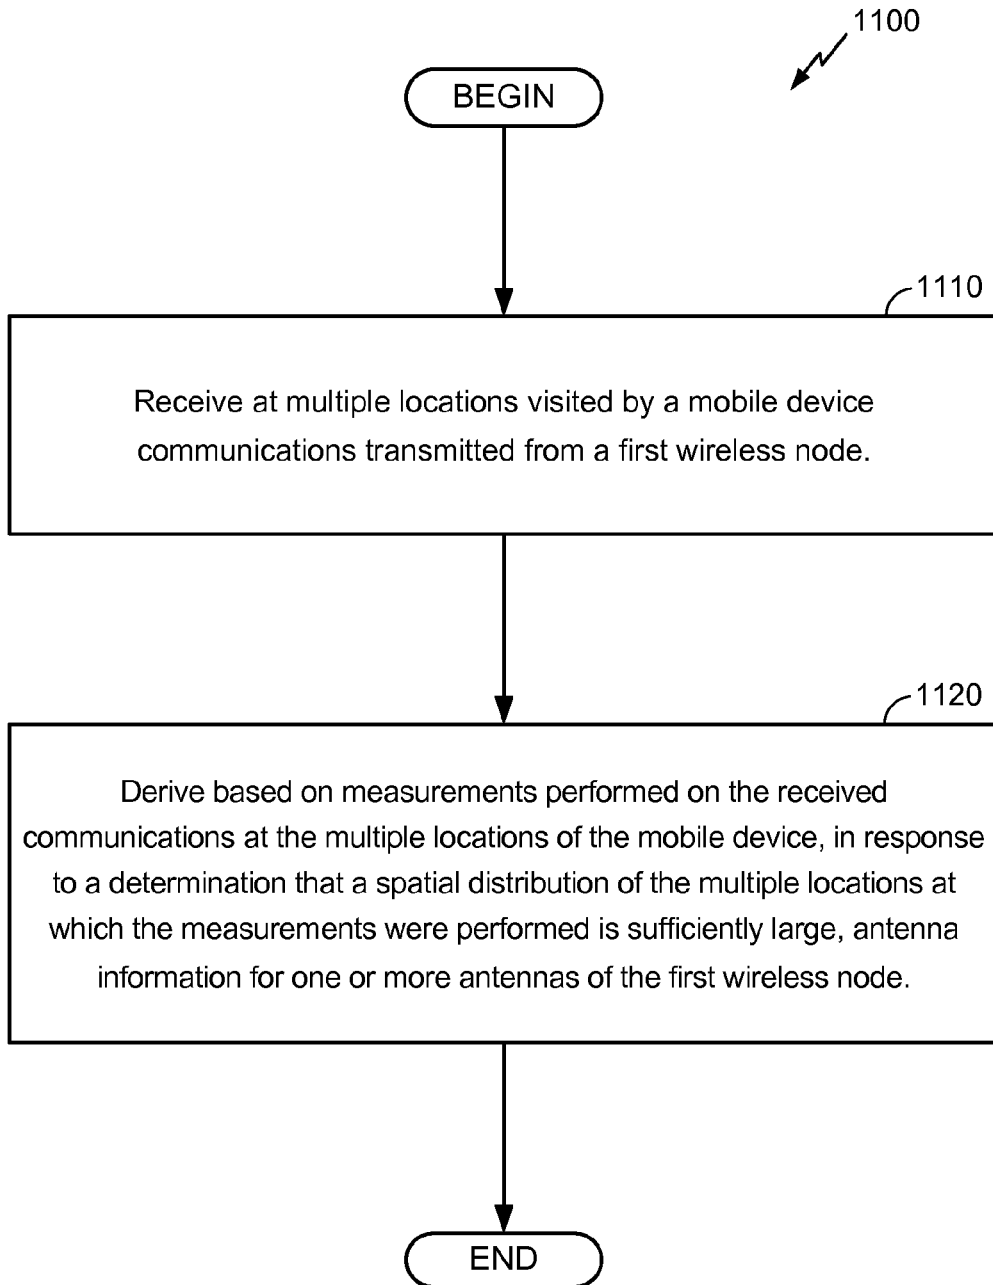 1100
BEGIN
1110
Receive at multiple locations visited by a mobile device
communications transmitted from a first wireless node.
1120
Derive based on measurements performed on the received
communications at the multiple locations of the mobile device, in response
to a determination that a spatial distribution of the multiple locations at
which the measurements were performed is sufficiently large, antenna
information for one or more antennas of the first wireless node.
END